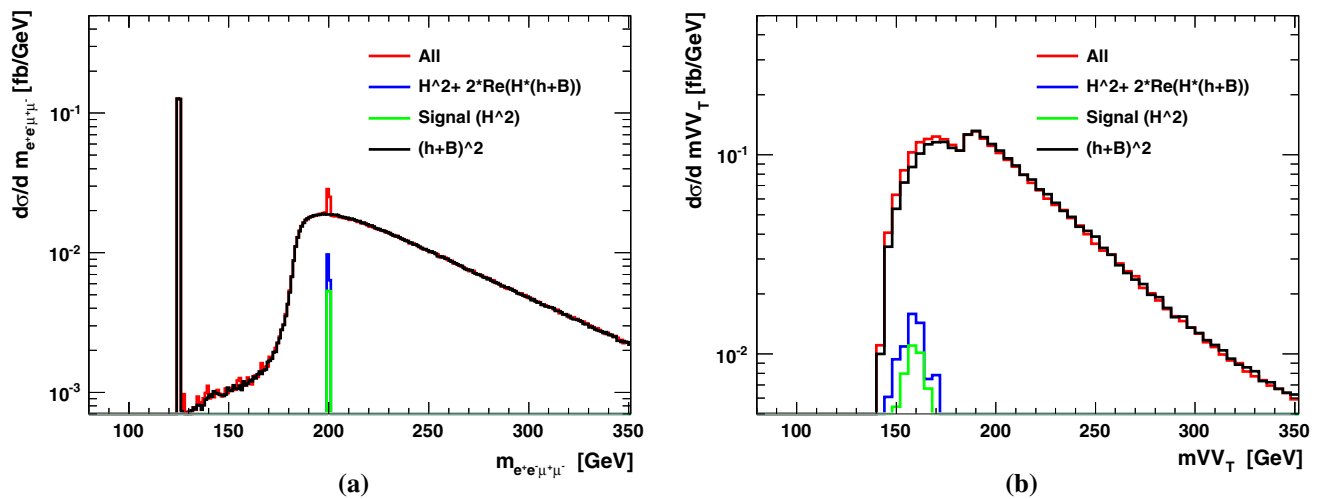 dσ/d m e⁺e⁻μ⁺μ⁻ [fb/GeV]
10⁻¹
10⁻²
10⁻³
All
H^2+ 2*Re(H*(h+B))
Signal (H^2)
(h+B)^2
100 150 200 250 300 350
m e⁺e⁻μ⁺μ⁻ [GeV]
(a)
dσ/d mVV_T [fb/GeV]
10⁻¹
10⁻²
All
H^2+ 2*Re(H*(h+B))
Signal (H^2)
(h+B)^2
100 150 200 250 300 350
mVV_T [GeV]
(b)